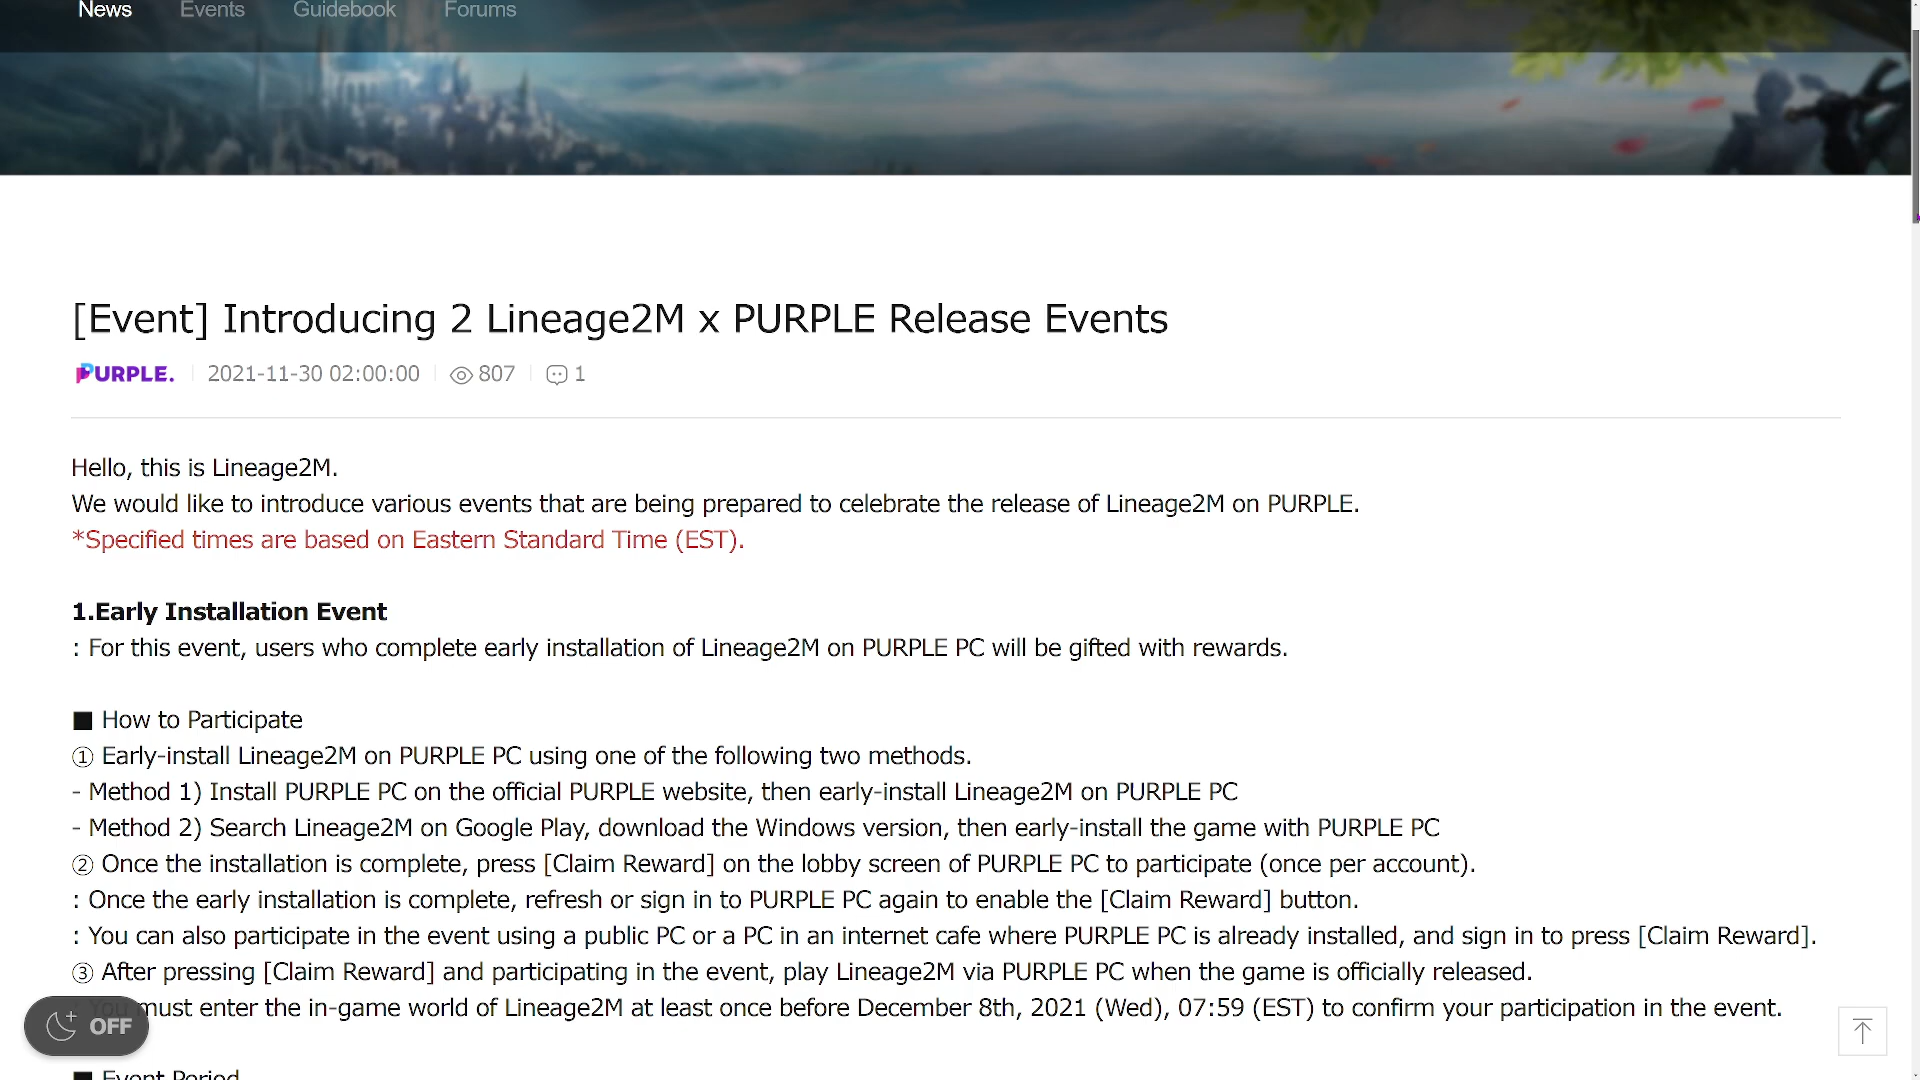 News Events Guidebook Forums
[Event] Introducing 2 Lineage2M x PURPLE Release Events
PURPLE. 2021-11-30 02:00:00 807 1
Hello, this is Lineage2M.
We would like to introduce various events that are being prepared to celebrate the release of Lineage2M on PURPLE.
*Specified times are based on Eastern Standard Time (EST).
1.Early Installation Event
: For this event, users who complete early installation of Lineage2M on PURPLE PC will be gifted with rewards.
■ How to Participate
① Early-install Lineage2M on PURPLE PC using one of the following two methods.
- Method 1) Install PURPLE PC on the official PURPLE website, then early-install Lineage2M on PURPLE PC
- Method 2) Search Lineage2M on Google Play, download the Windows version, then early-install the game with PURPLE PC
② Once the installation is complete, press [Claim Reward] on the lobby screen of PURPLE PC to participate (once per account).
: Once the early installation is complete, refresh or sign in to PURPLE PC again to enable the [Claim Reward] button.
: You can also participate in the event using a public PC or a PC in an internet cafe where PURPLE PC is already installed, and sign in to press [Claim Reward].
③ After pressing [Claim Reward] and participating in the event, play Lineage2M via PURPLE PC when the game is officially released.
: You must enter the in-game world of Lineage2M at least once before December 8th, 2021 (Wed), 07:59 (EST) to confirm your participation in the event.
OFF
■ Event Period